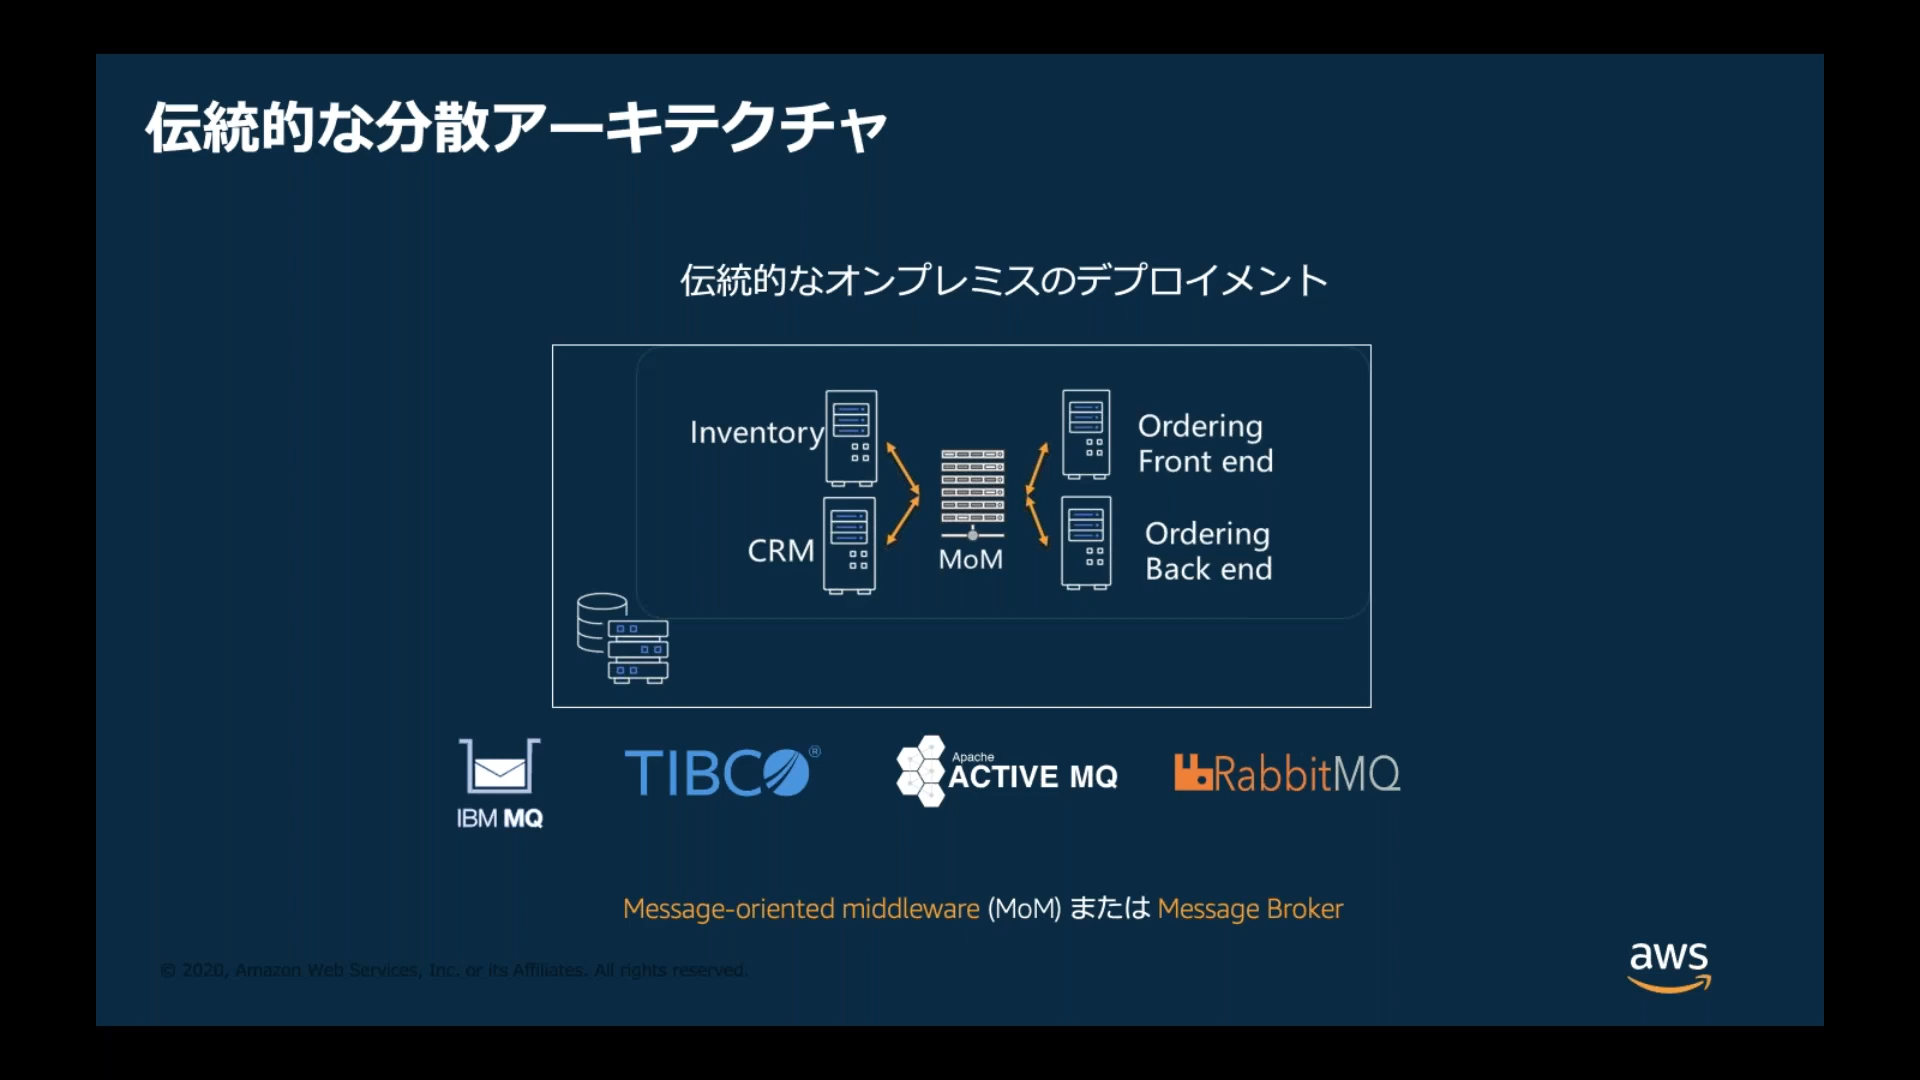 伝統的な分散アーキテクチャ
伝統的なオンプレミスのデプロイメント
Inventory
CRM
MoM
Ordering
Front end
Ordering
Back end
IBM MQ
TIBCO®
Apache
ACTIVE MQ
RabbitMQ
Message-oriented middleware (MoM) または Message Broker
© 2020, Amazon Web Services, Inc. or its Affiliates. All rights reserved.
aws